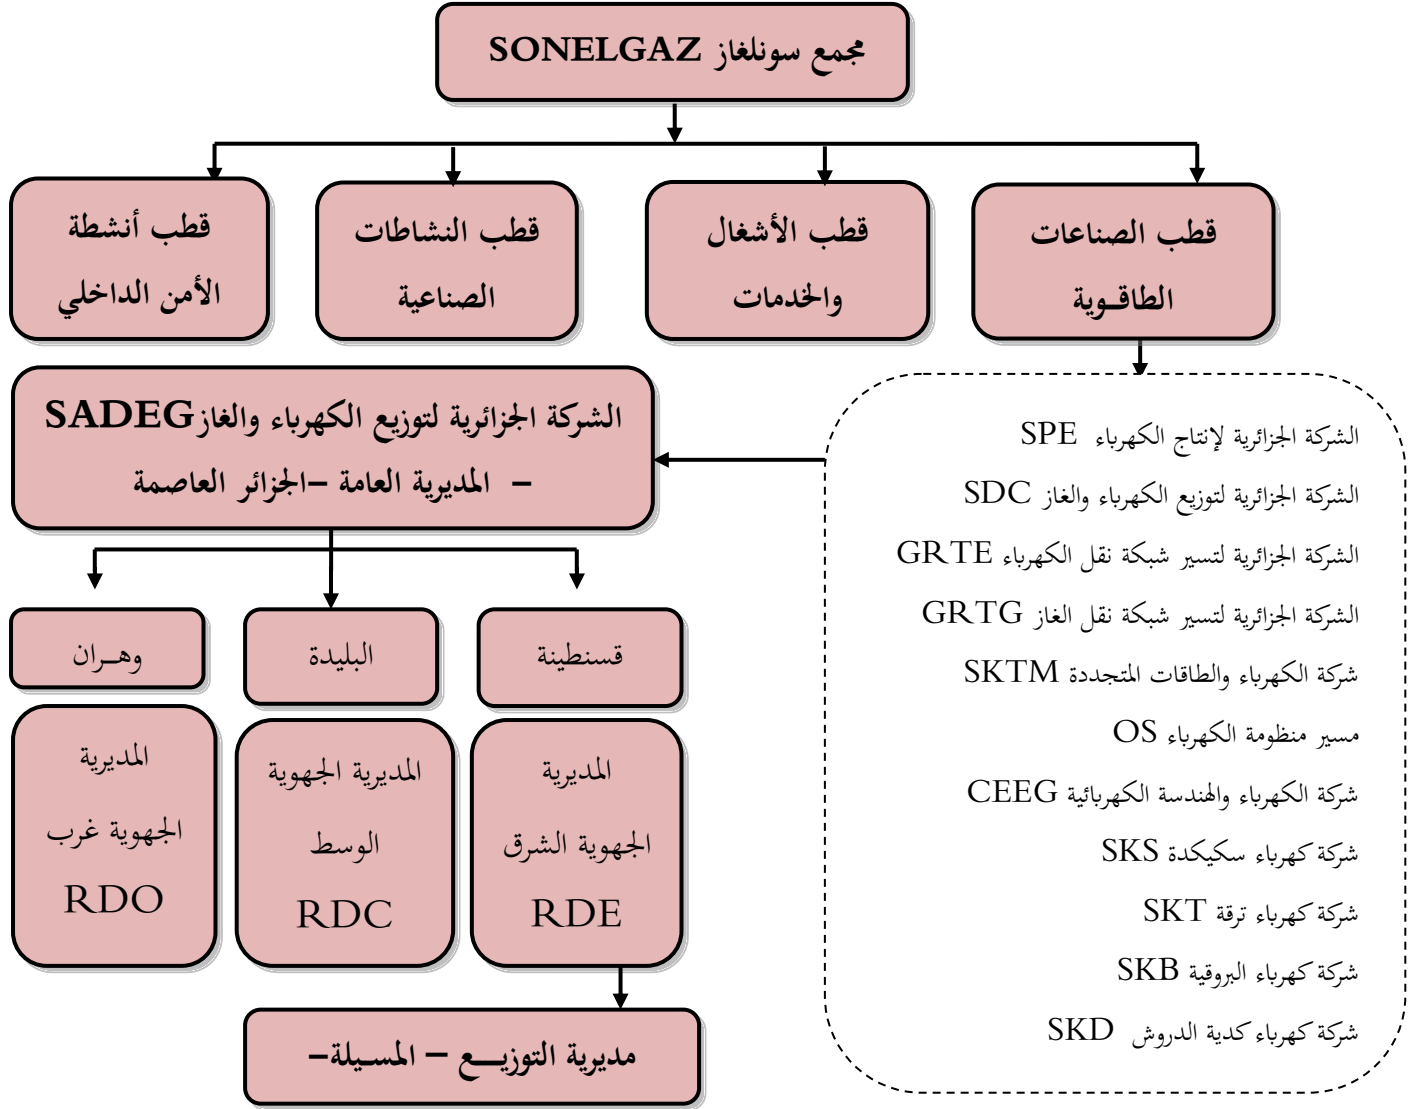 مجمع سونلغاز SONELGAZ
قطب الصناعات
الطاقــوية
قطب الأشغال
والخدمات
قطب النشاطات
الصناعية
قطب أنشطة
الأمن الداخلي
الشركة الجزائرية لإنتاج الكهرباء SPE
الشركة الجزائرية لتوزيع الكهرباء والغاز SDC
الشركة الجزائرية لتسير شبكة نقل الكهرباء GRTE
الشركة الجزائرية لتسير شبكة نقل الغاز GRTG
شركة الكهرباء والطاقات المتجددة SKTM
مسير منظومة الكهرباء OS
شركة الكهرباء والهندسة الكهربائية CEEG
شركة كهرباء سكيكدة SKS
شركة كهرباء ترقة SKT
شركة كهرباء البروقية SKB
شركة كهرباء كدية الدروش SKD
الشركة الجزائرية لتوزيع الكهرباء والغازSADEG
– المديرية العامة –الجزائر العاصمة
قسنطينة
البليدة
وهــران
المديرية
الجهوية الشرق
RDE
المديرية الجهوية
الوسط
RDC
المديرية
الجهوية غرب
RDO
مديرية التوزيــــع – المسـيلة–